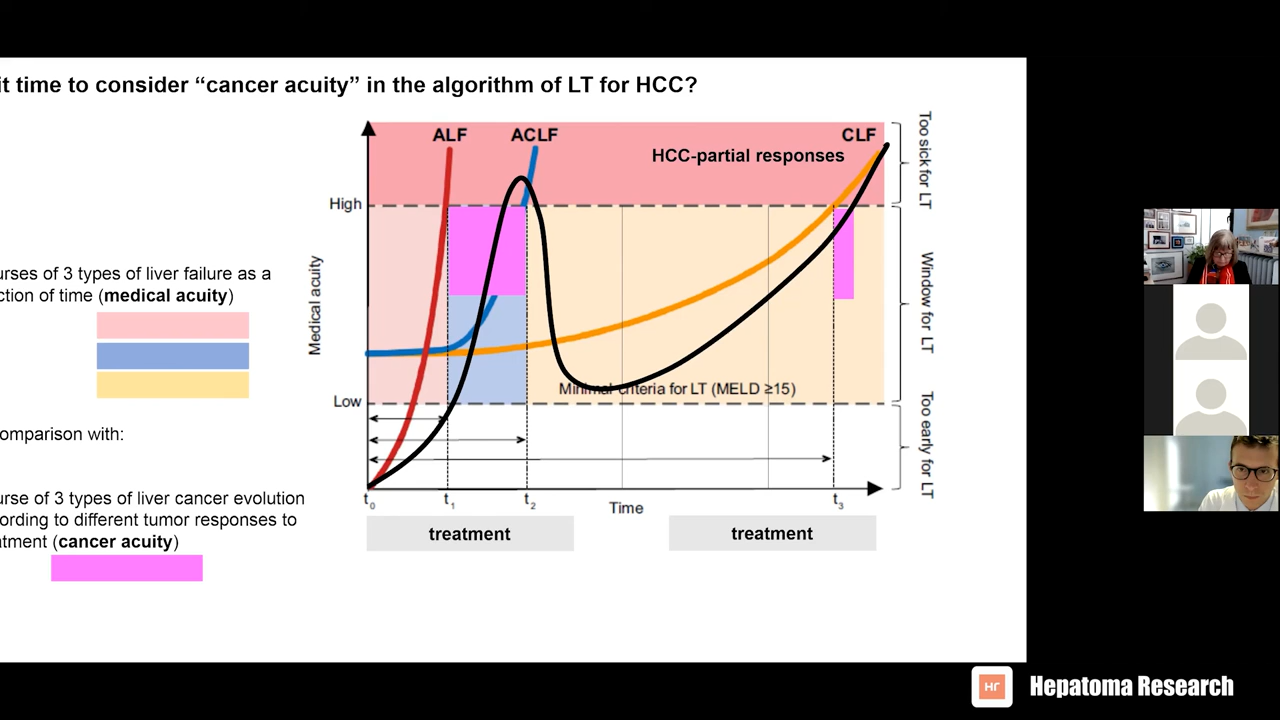 it time to consider “cancer acuity” in the algorithm of LT for HCC?
ALF
ACLF
CLF
HCC-partial responses
Too sick for LT
High
Medical acuity
Window for LT
Minimal criteria for LT (MELD ≥15)
Low
Too early for LT
t0
t1
t2
t3
Time
treatment
treatment
urses of 3 types of liver failure as a
ction of time (medical acuity)
omparison with:
urse of 3 types of liver cancer evolution
ording to different tumor responses to
atment (cancer acuity)
Hr
Hepatoma Research